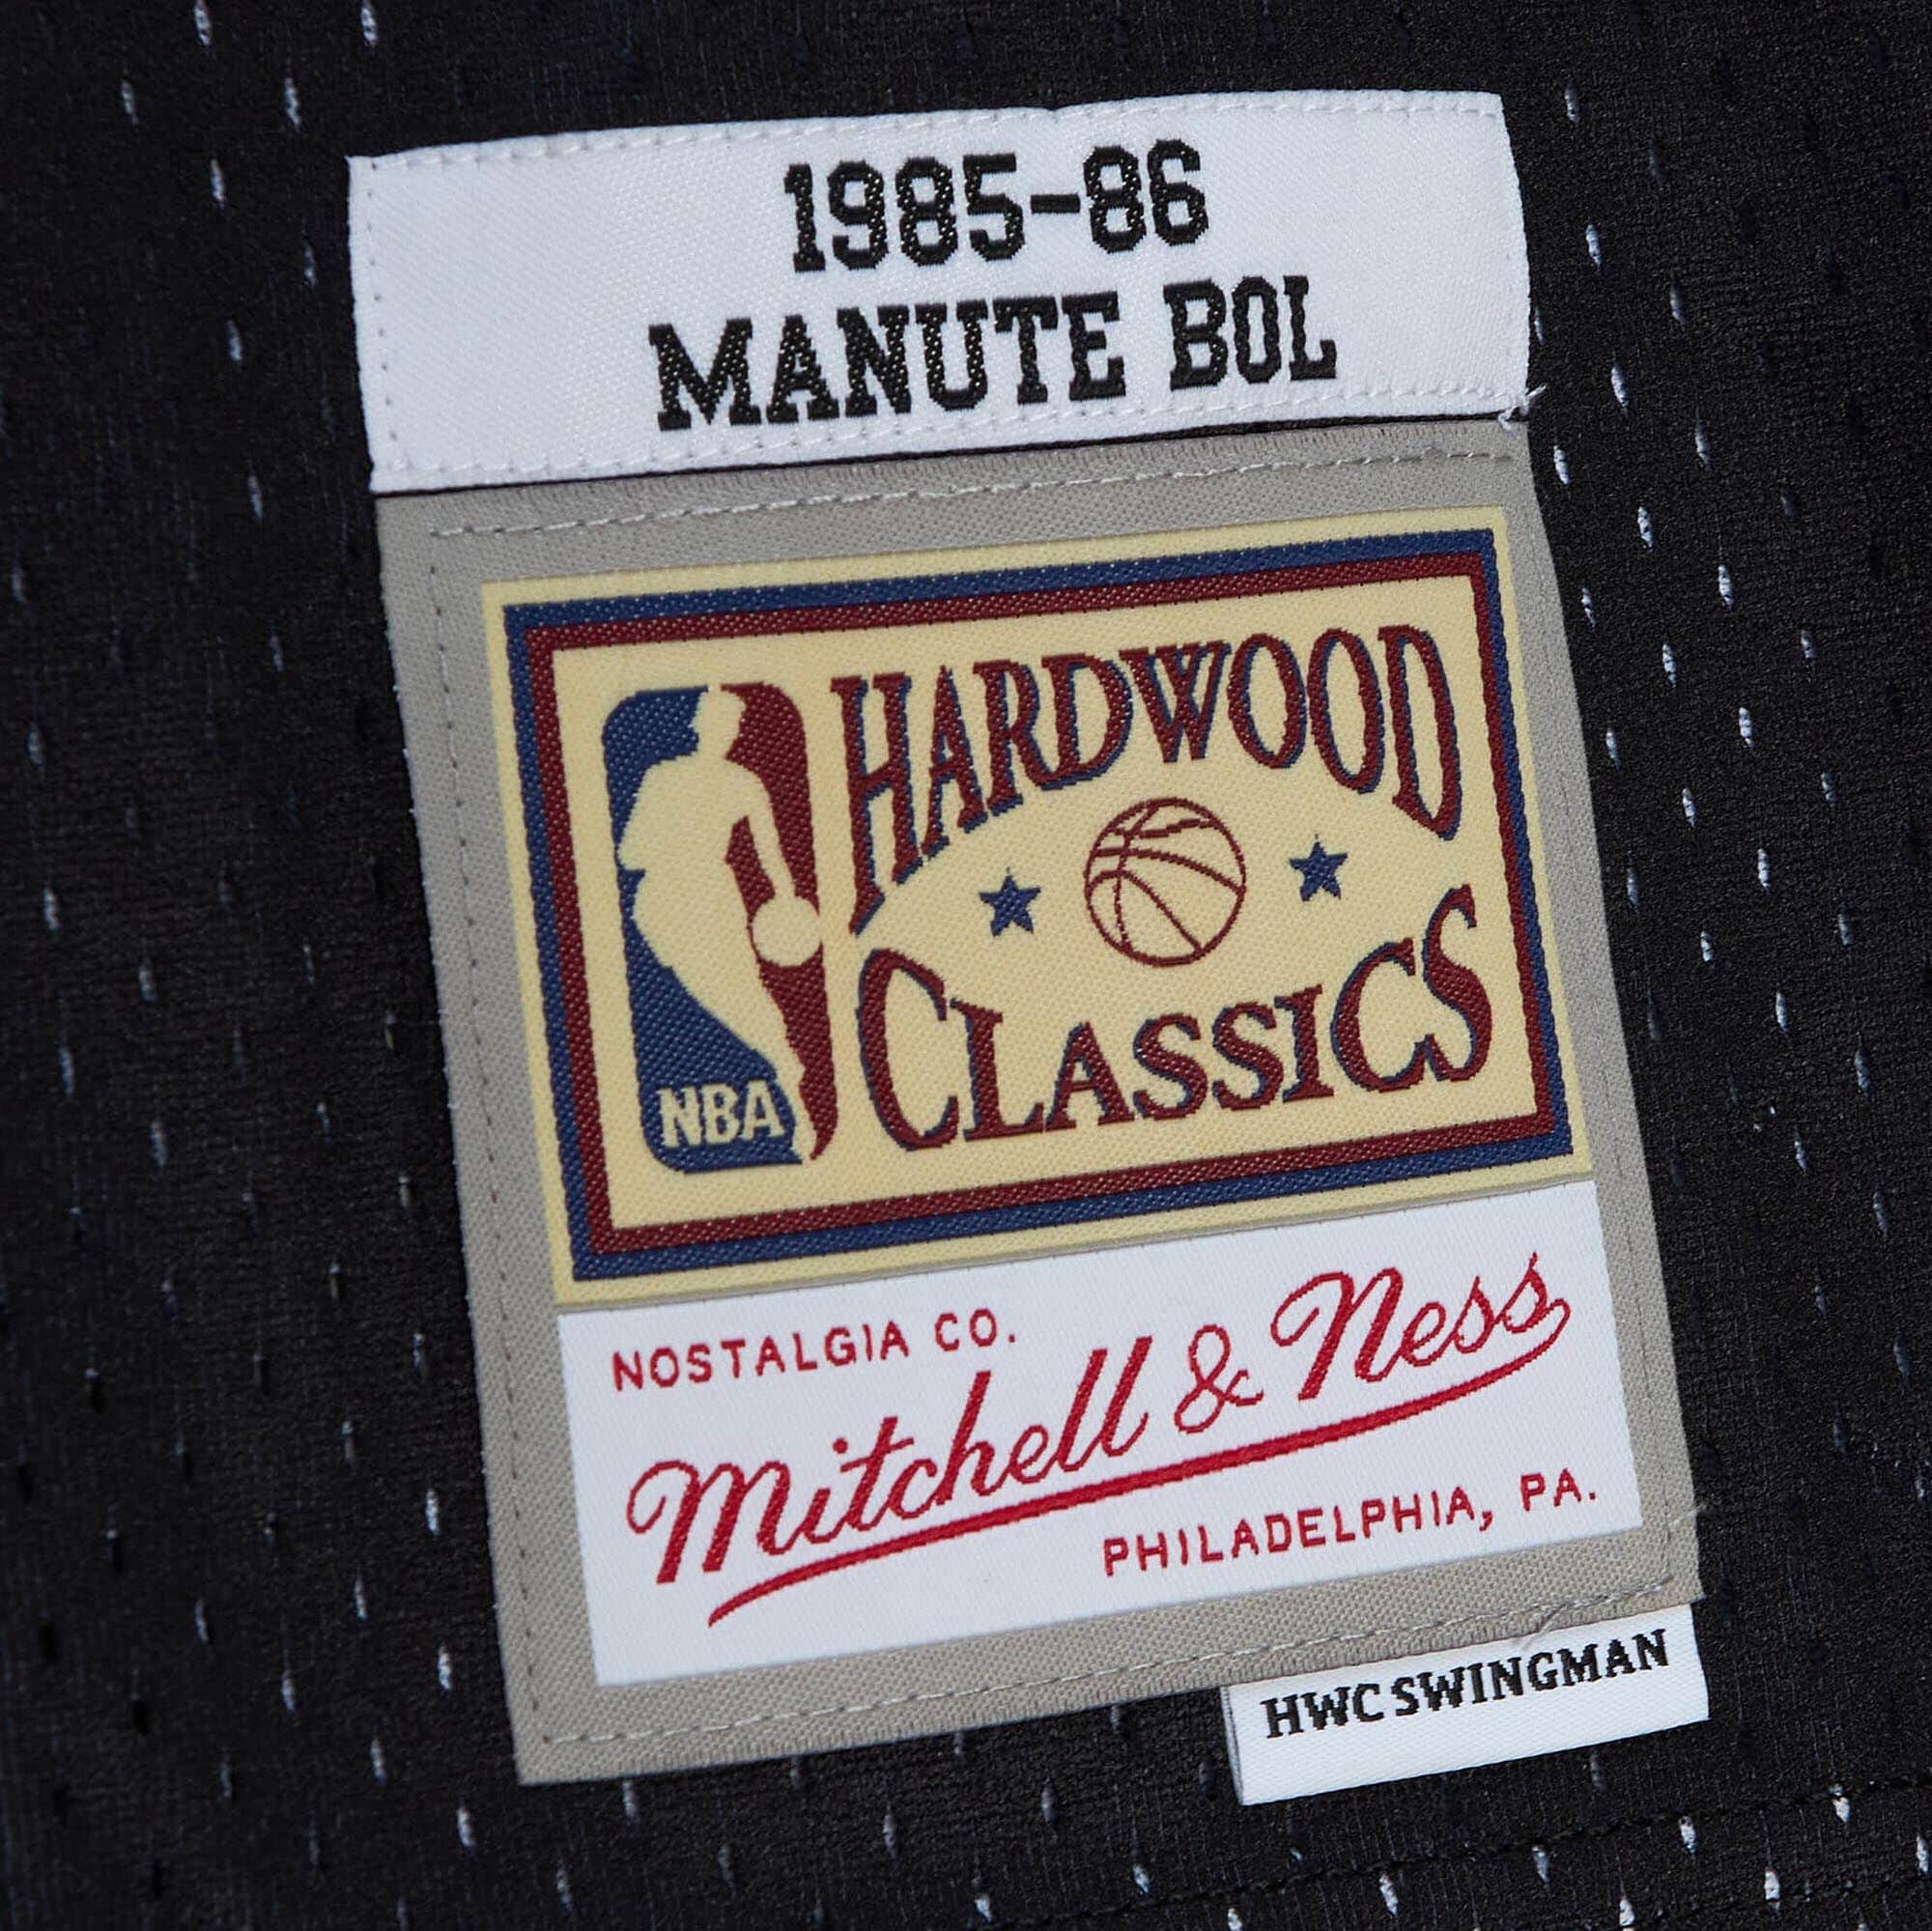 1985-86
MANUTE BOL
HARDWOOD
CLASSICS
NBA
NOSTALGIA CO.
Mitchell & Ness
PHILADELPHIA, PA.
HWC SWINGMAN